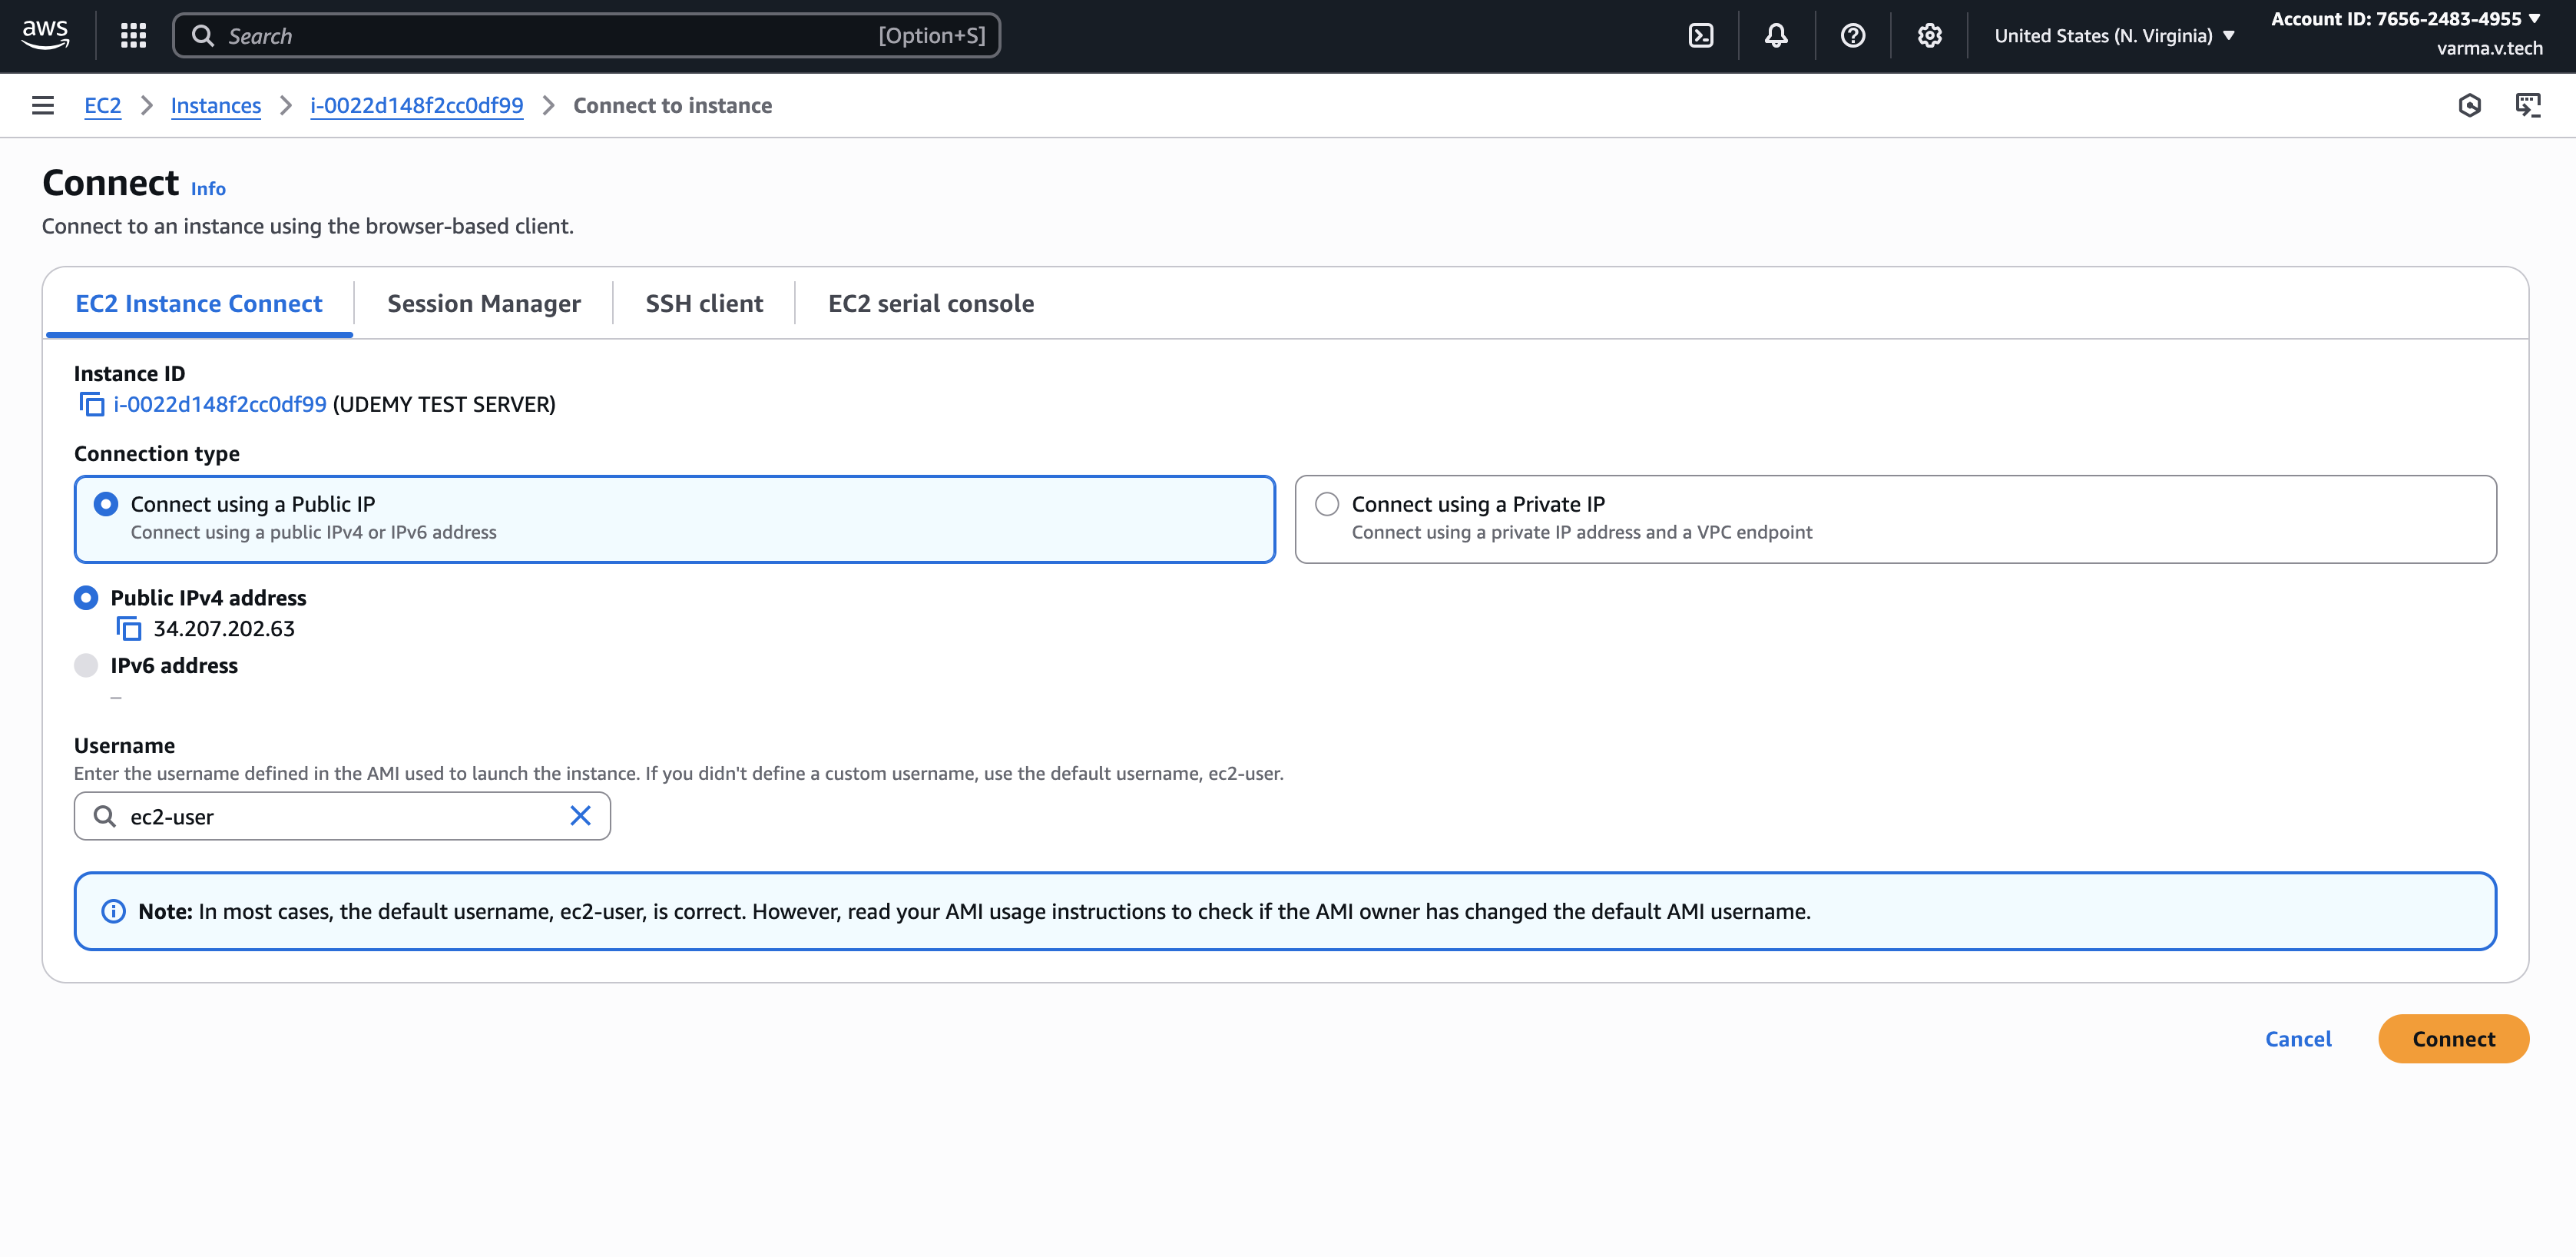 aws
Search [Option+S]
United States (N. Virginia)
Account ID: 7656-2483-4955
varma.v.tech
EC2 Instances i-0022d148f2cc0df99 Connect to instance
Connect Info
Connect to an instance using the browser-based client.
EC2 Instance Connect Session Manager SSH client EC2 serial console
Instance ID
i-0022d148f2cc0df99 (UDEMY TEST SERVER)
Connection type
Connect using a Public IP
Connect using a public IPv4 or IPv6 address
Connect using a Private IP
Connect using a private IP address and a VPC endpoint
Public IPv4 address
34.207.202.63
IPv6 address
–
Username
Enter the username defined in the AMI used to launch the instance. If you didn't define a custom username, use the default username, ec2-user.
ec2-user
Note: In most cases, the default username, ec2-user, is correct. However, read your AMI usage instructions to check if the AMI owner has changed the default AMI username.
Cancel Connect